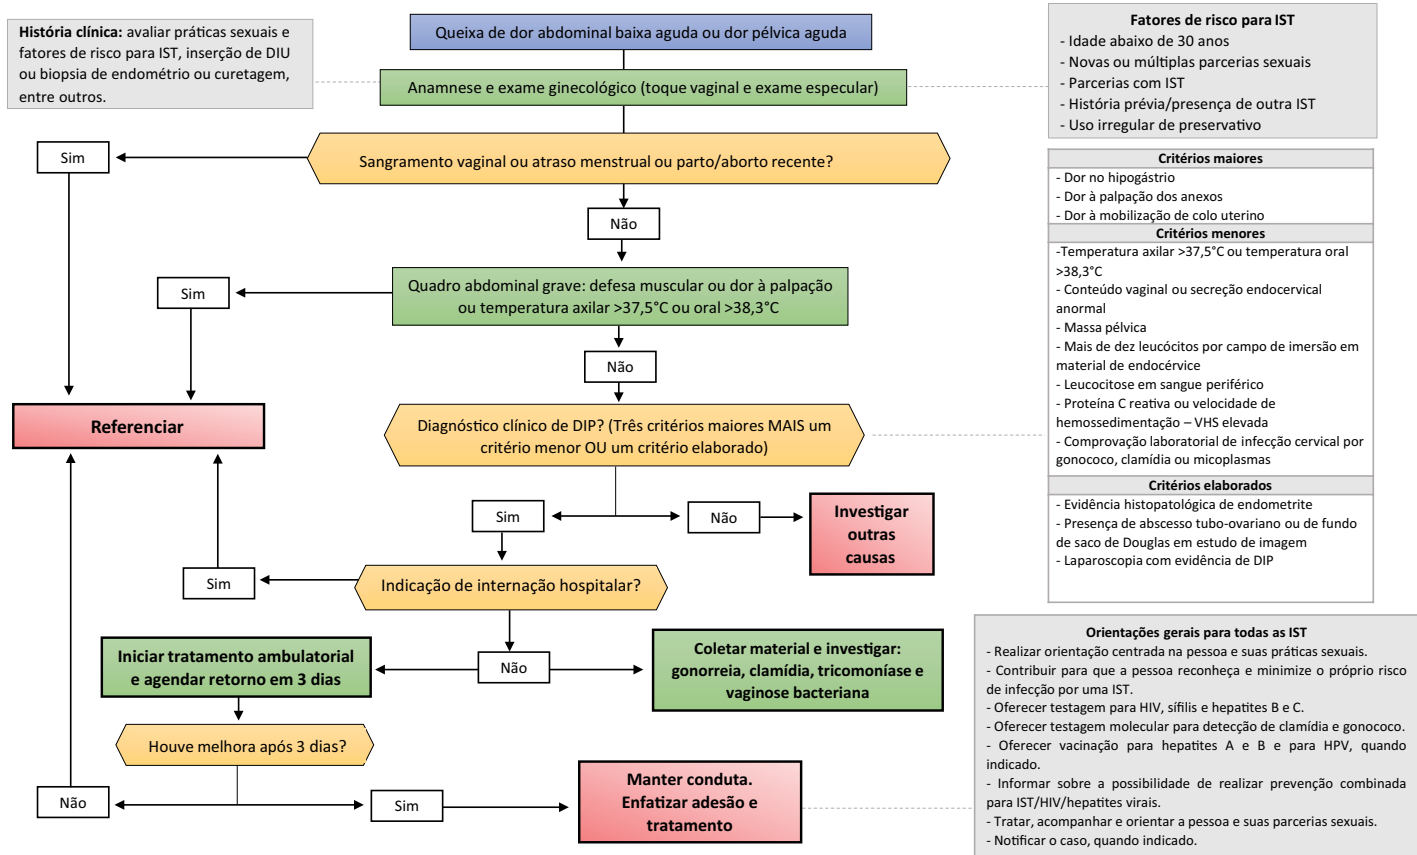 História clínica: avaliar práticas sexuais e
fatores de risco para IST, inserção de DIU
ou biopsia de endométrio ou curetagem,
entre outros.
Queixa de dor abdominal baixa aguda ou dor pélvica aguda
Anamnese e exame ginecológico (toque vaginal e exame especular)
Fatores de risco para IST
- Idade abaixo de 30 anos
- Novas ou múltiplas parcerias sexuais
- Parcerias com IST
- História prévia/presença de outra IST
- Uso irregular de preservativo
Sim
Sangramento vaginal ou atraso menstrual ou parto/aborto recente?
Não
Sim
Quadro abdominal grave: defesa muscular ou dor à palpação
ou temperatura axilar >37,5°C ou oral >38,3°C
Não
Referenciar
Diagnóstico clínico de DIP? (Três critérios maiores MAIS um
critério menor OU um critério elaborado)
Critérios maiores
- Dor no hipogástrio
- Dor à palpação dos anexos
- Dor à mobilização de colo uterino
Critérios menores
-Temperatura axilar >37,5°C ou temperatura oral
>38,3°C
- Conteúdo vaginal ou secreção endocervical
anormal
- Massa pélvica
- Mais de dez leucócitos por campo de imersão em
material de endocérvice
- Leucocitose em sangue periférico
- Proteína C reativa ou velocidade de
hemossedimentação – VHS elevada
- Comprovação laboratorial de infecção cervical por
gonococo, clamídia ou micoplasmas
Critérios elaborados
- Evidência histopatológica de endometrite
- Presença de abscesso tubo-ovariano ou de fundo
de saco de Douglas em estudo de imagem
- Laparoscopia com evidência de DIP
Sim
Não
Investigar
outras
causas
Sim
Indicação de internação hospitalar?
Iniciar tratamento ambulatorial
e agendar retorno em 3 dias
Não
Coletar material e investigar:
gonorreia, clamídia, tricomoníase e
vaginose bacteriana
Houve melhora após 3 dias?
Não
Sim
Manter conduta.
Enfatizar adesão e
tratamento
Orientações gerais para todas as IST
- Realizar orientação centrada na pessoa e suas práticas sexuais.
- Contribuir para que a pessoa reconheça e minimize o próprio risco
de infecção por uma IST.
- Oferecer testagem para HIV, sífilis e hepatites B e C.
- Oferecer testagem molecular para detecção de clamídia e gonococo.
- Oferecer vacinação para hepatites A e B e para HPV, quando
indicado.
- Informar sobre a possibilidade de realizar prevenção combinada
para IST/HIV/hepatites virais.
- Tratar, acompanhar e orientar a pessoa e suas parcerias sexuais.
- Notificar o caso, quando indicado.